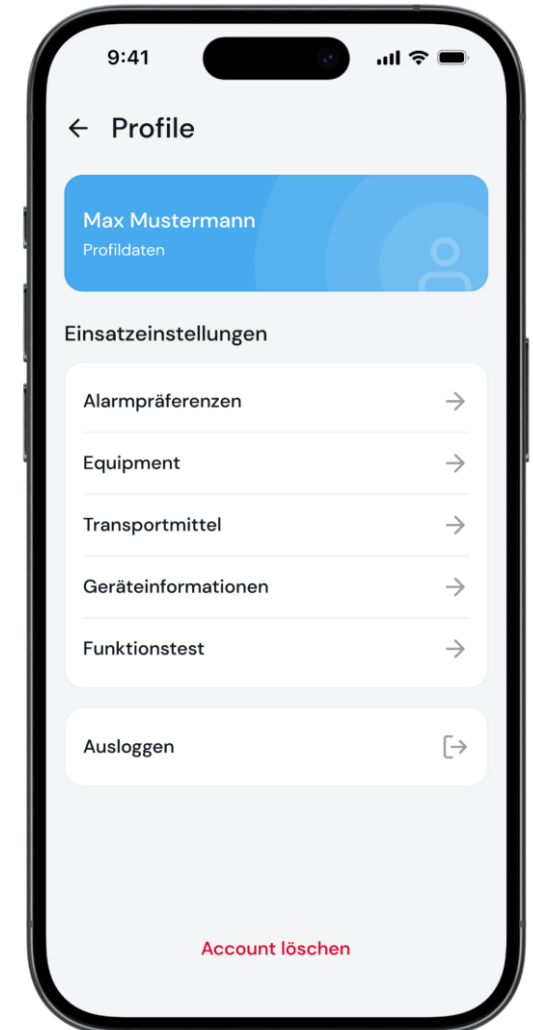 9:41
Profile
Max Mustermann
Profildaten
Einsatzeinstellungen
Alarmpräferenzen
Equipment
Transportmittel
Geräteinformationen
Funktionstest
Ausloggen
Account löschen